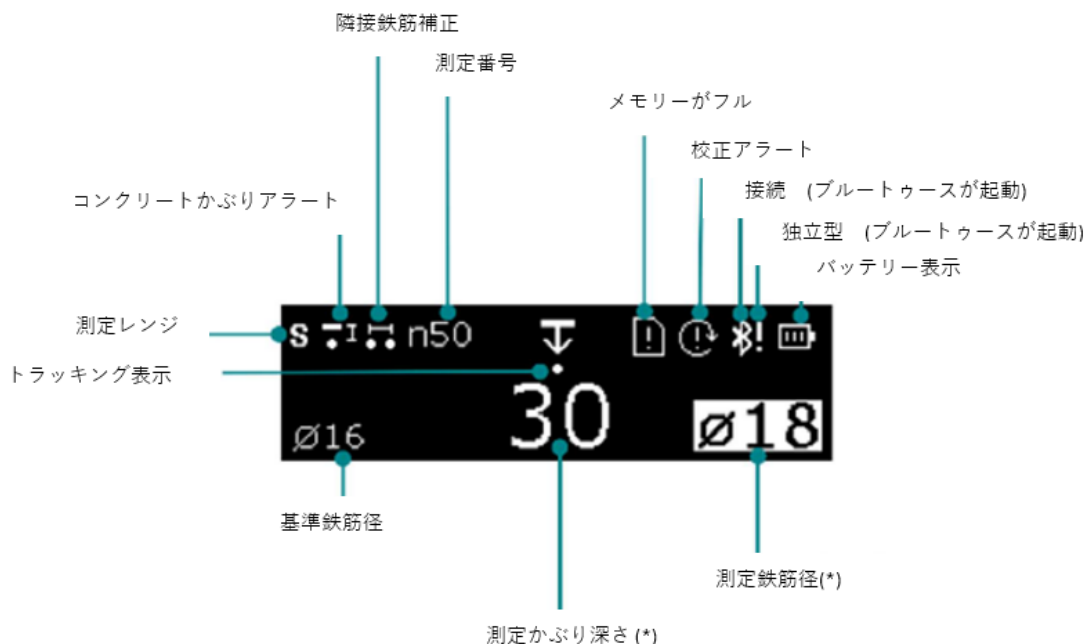 隣接鉄筋補正
測定番号
メモリーがフル
校正アラート
接続　(ブルートゥースが起動)
コンクリートかぶりアラート
独立型　(ブルートゥースが起動)
バッテリー表示
測定レンジ
S I n50
トラッキング表示
30
Ø16
Ø18
基準鉄筋径
測定鉄筋径(*)
測定かぶり深さ(*)